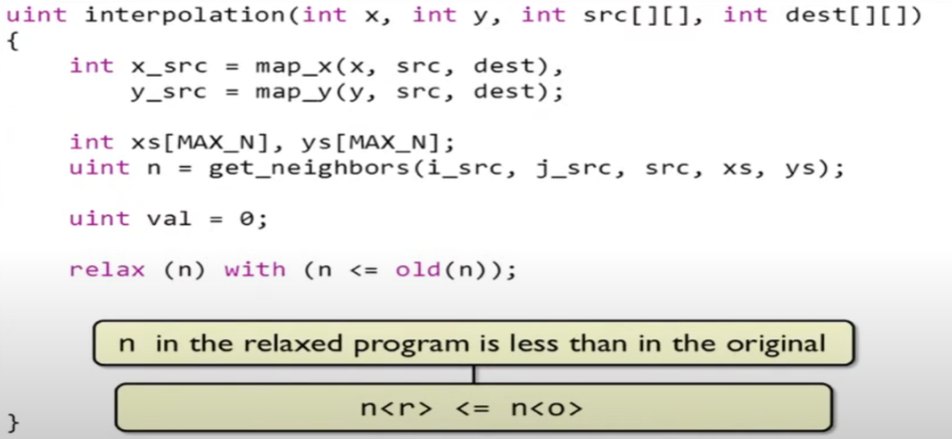 uint interpolation(int x, int y, int src[][], int dest[][])
{
int x_src = map_x(x, src, dest),
y_src = map_y(y, src, dest);
int xs[MAX_N], ys[MAX_N];
uint n = get_neighbors(i_src, j_src, src, xs, ys);
uint val = 0;
relax (n) with (n <= old(n));
n in the relaxed program is less than in the original
n<r> <= n<o>
}